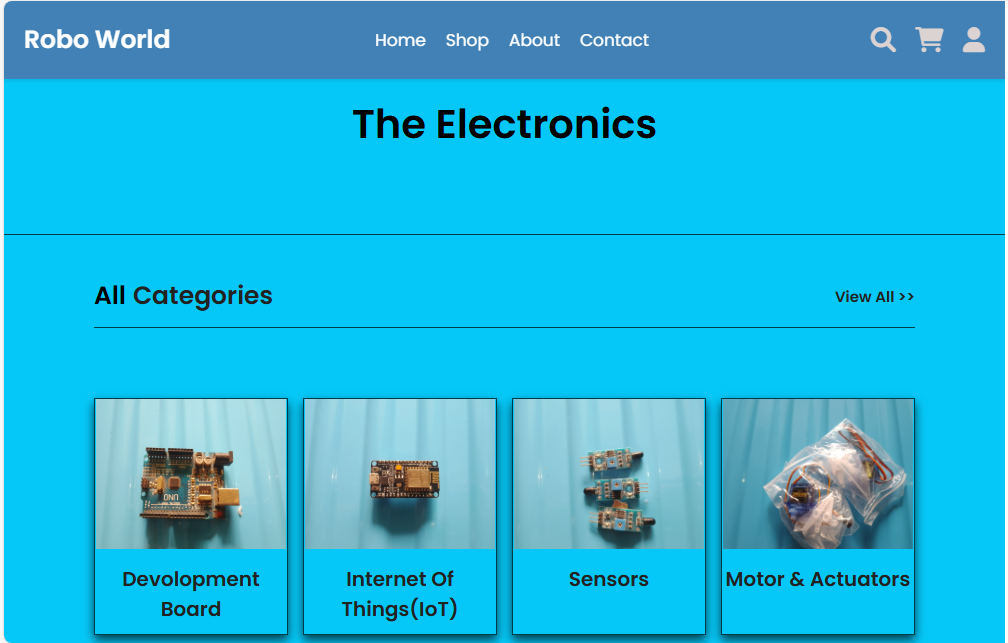 Robo World
Home Shop About Contact
The Electronics
All Categories
View All >>
UNO
Devolopment
Board
Internet Of
Things(IoT)
Sensors
Motor & Actuators